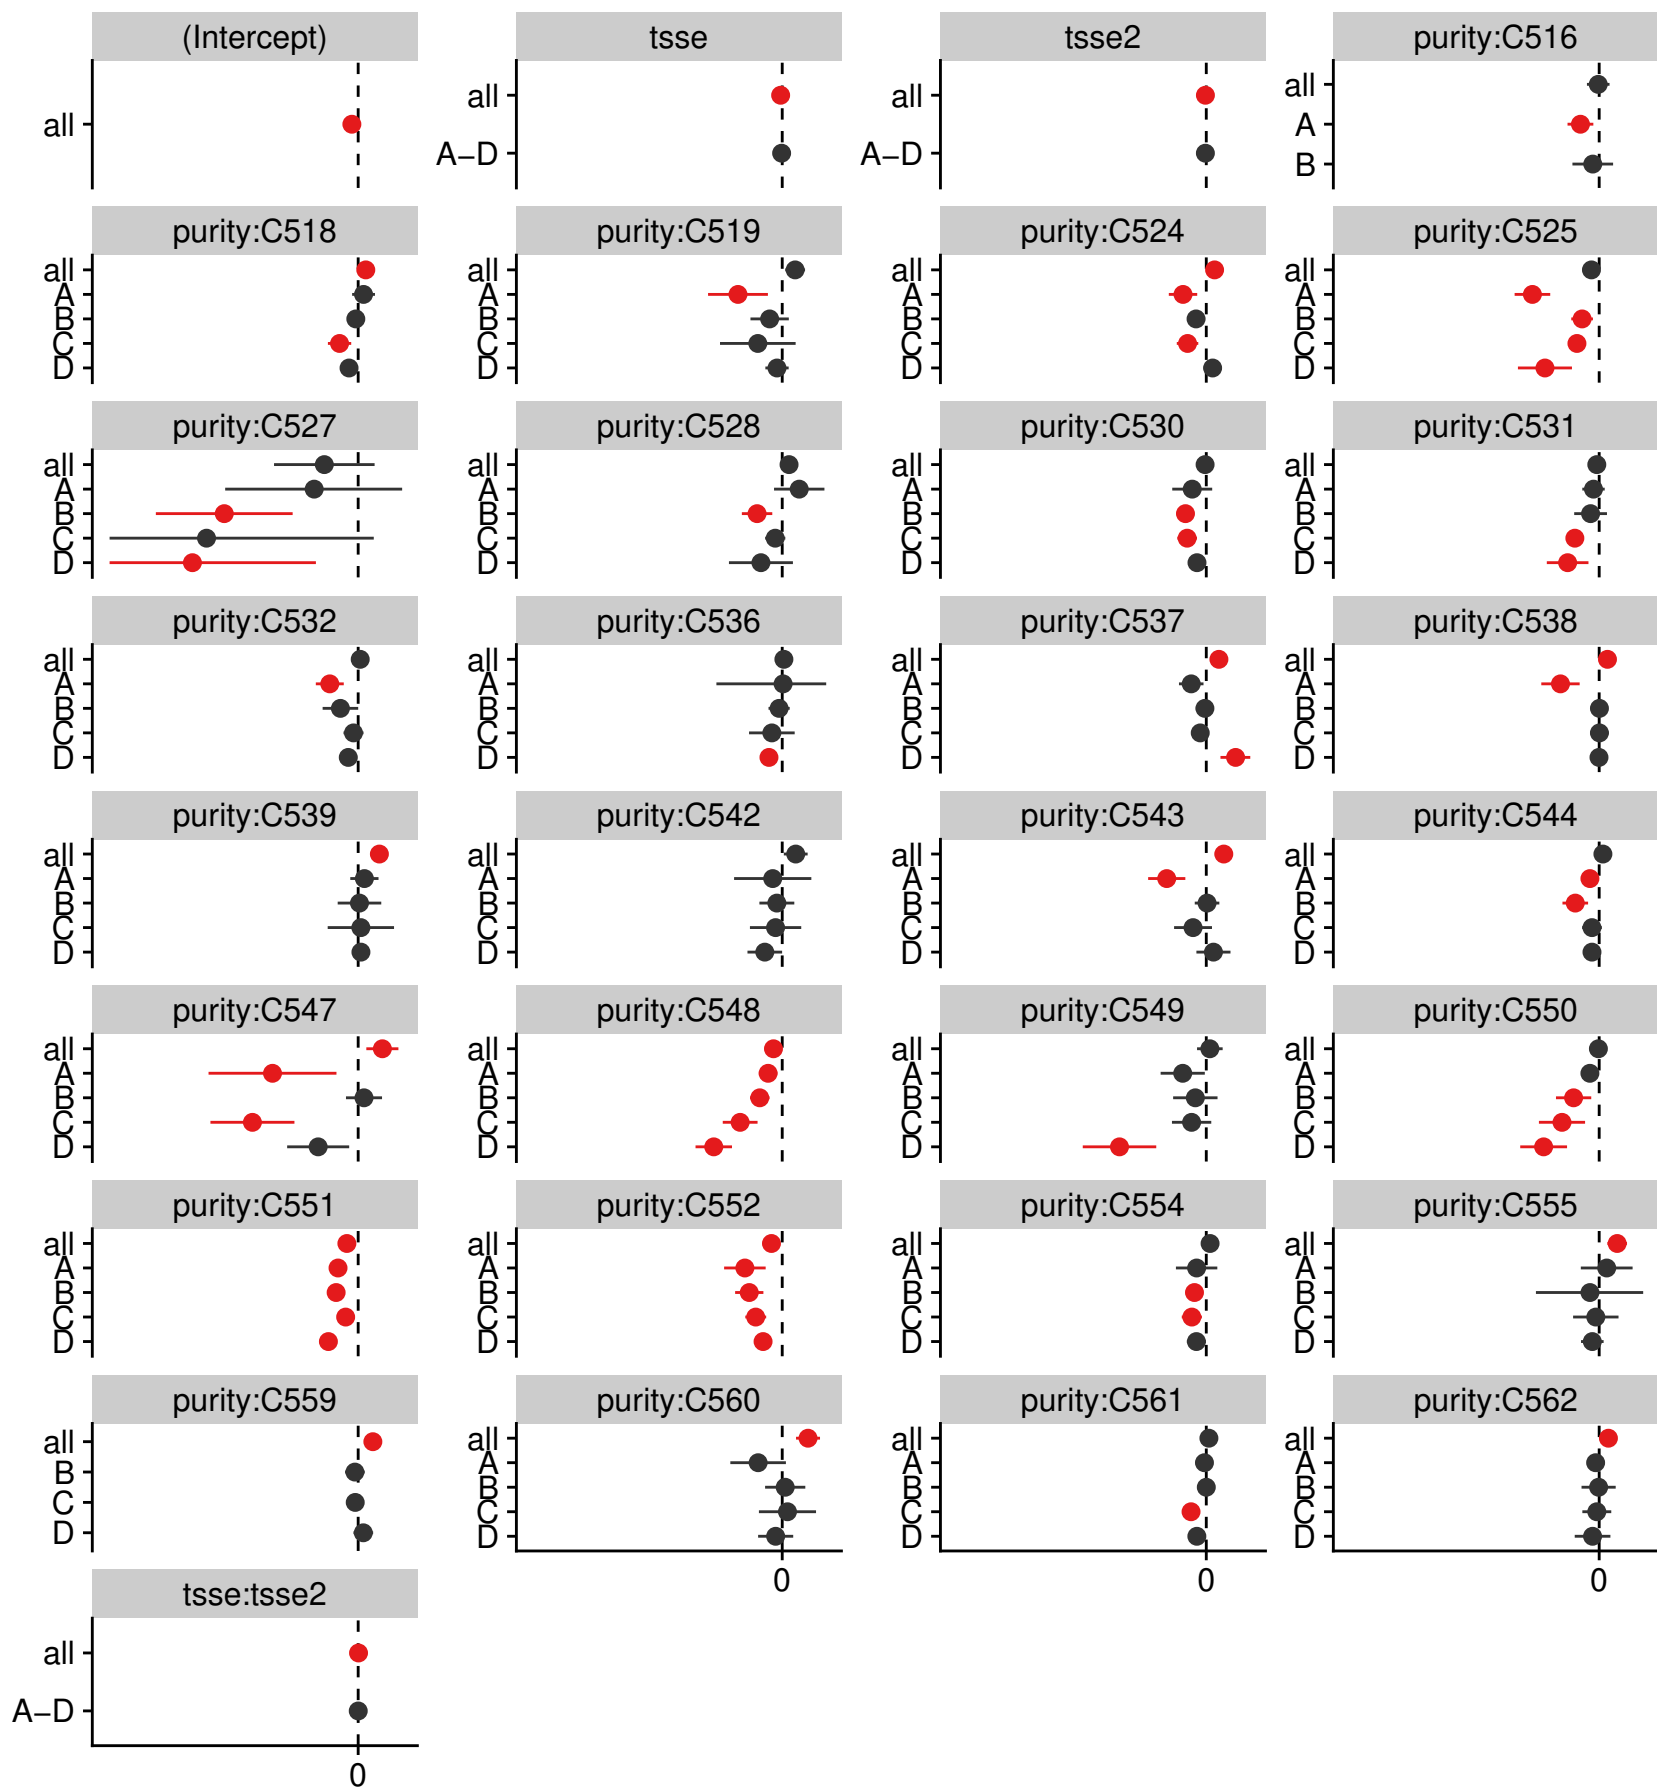 (Intercept) tsse tsse2 purity:C516
all all all all
A
A−D A−D B
purity:C518 purity:C519 purity:C524 purity:C525
all all all all
A A A A
B B B B
C C C C
D D D D
purity:C527 purity:C528 purity:C530 purity:C531
all all all all
A A A A
B B B B
C C C C
D D D D
purity:C532 purity:C536 purity:C537 purity:C538
all all all all
A A A A
B B B B
C C C C
D D D D
purity:C539 purity:C542 purity:C543 purity:C544
all all all all
A A A A
B B B B
C C C C
D D D D
purity:C547 purity:C548 purity:C549 purity:C550
all all all all
A A A A
B B B B
C C C C
D D D D
purity:C551 purity:C552 purity:C554 purity:C555
all all all all
A A A A
B B B B
C C C C
D D D D
purity:C559 purity:C560 purity:C561 purity:C562
all all all all
A A A
B B B B
C C C C
D D D D
0 0 0
tsse:tsse2
all
A−D
0